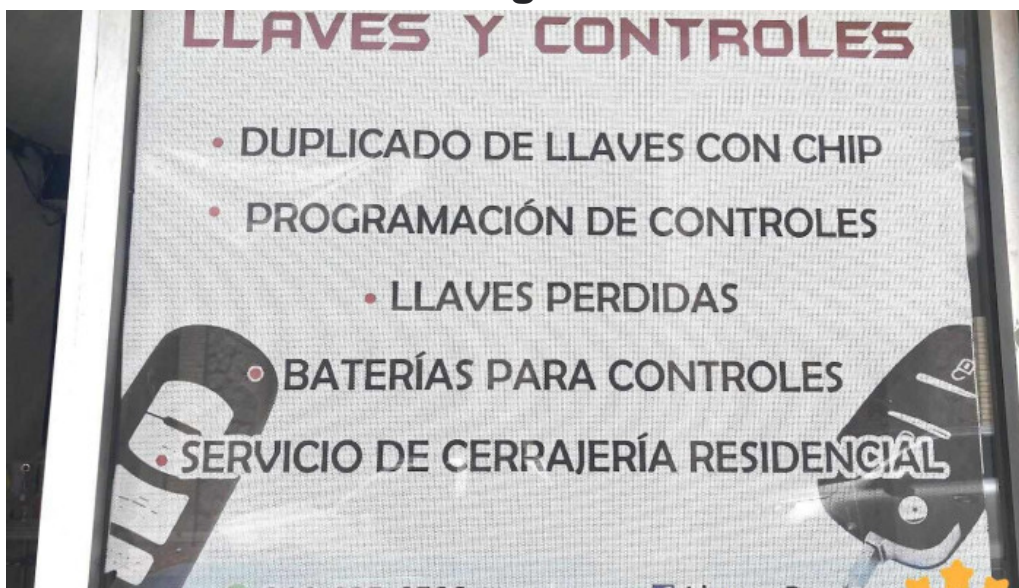 LLAVES Y CONTROLES
• DUPLICADO DE LLAVES CON CHIP
• PROGRAMACIÓN DE CONTROLES
• LLAVES PERDIDAS
• BATERÍAS PARA CONTROLES
• SERVICIO DE CERRAJERÍA RESIDENCIAL